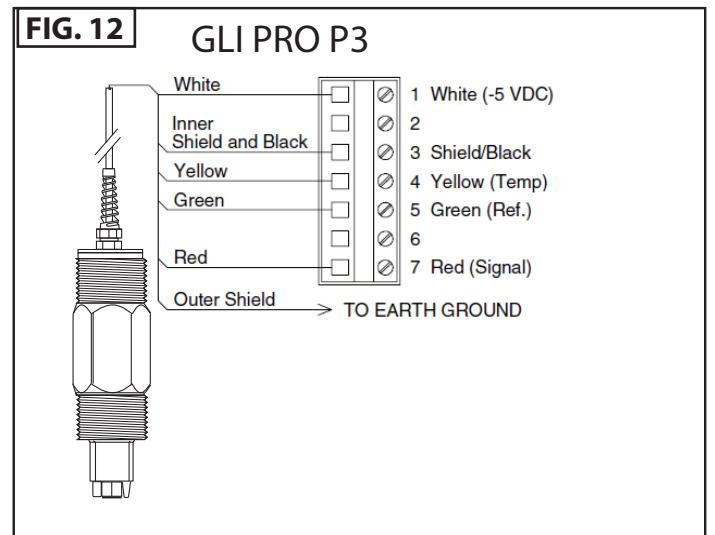 FIG. 12
GLI PRO P3
White
Inner
Shield and Black
Yellow
Green
Red
Outer Shield
1 White (-5 VDC)
2
3 Shield/Black
4 Yellow (Temp)
5 Green (Ref.)
6
7 Red (Signal)
TO EARTH GROUND